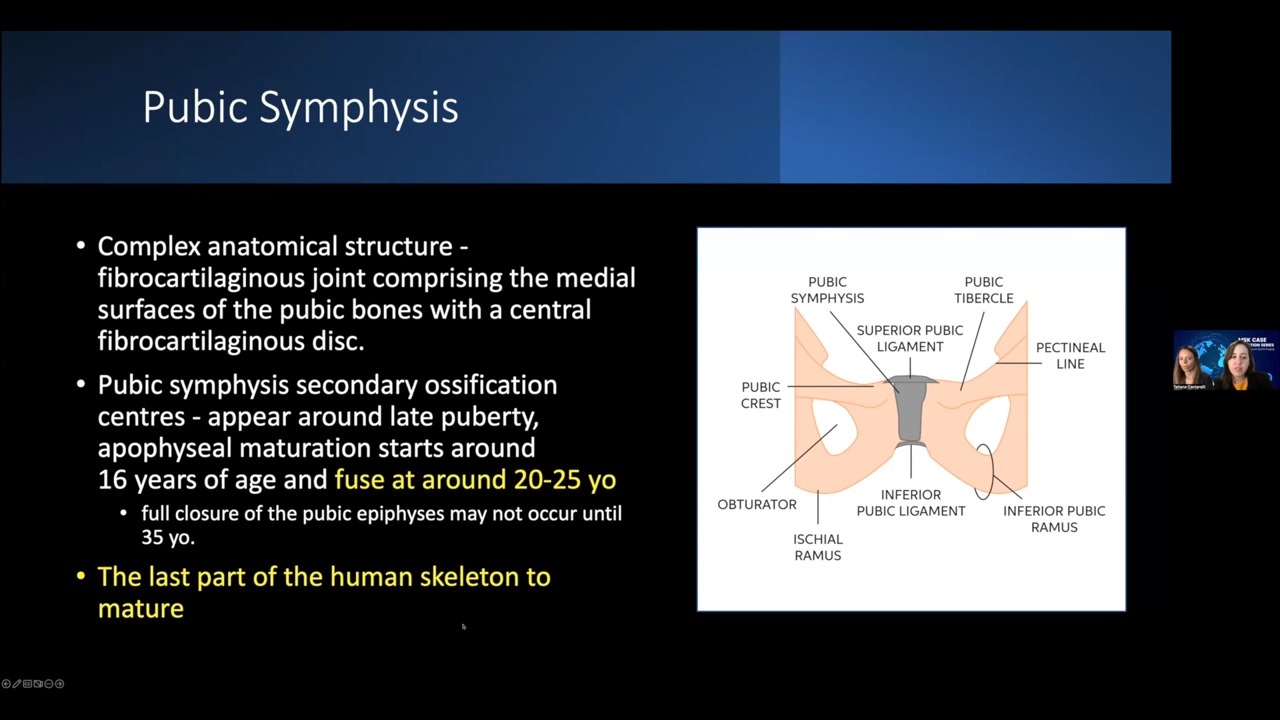 Pubic Symphysis
• Complex anatomical structure -
fibrocartilaginous joint comprising the medial
surfaces of the pubic bones with a central
fibrocartilaginous disc.
• Pubic symphysis secondary ossification
centres - appear around late puberty,
apophyseal maturation starts around
16 years of age and fuse at around 20-25 yo
• full closure of the pubic epiphyses may not occur until
35 yo.
• The last part of the human skeleton to
mature
PUBIC
SYMPHYSIS
PUBIC
TIBERCLE
SUPERIOR PUBIC
LIGAMENT
PECTINEAL
LINE
PUBIC
CREST
OBTURATOR
INFERIOR
PUBIC LIGAMENT
INFERIOR PUBIC
RAMUS
ISCHIAL
RAMUS
MSK CASE